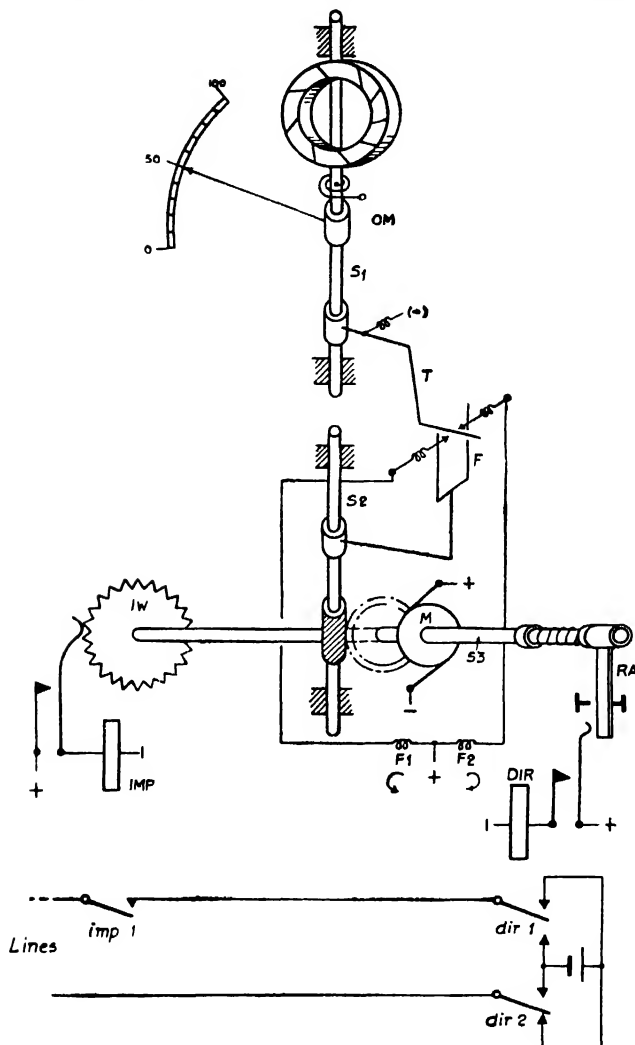 100
50
0
OM
S1
(-)
T
F
S2
IW
M
+
S3
-
RA
IMP
+
F1
+
F2
DIR
+
Lines
imp 1
dir 1
dir 2